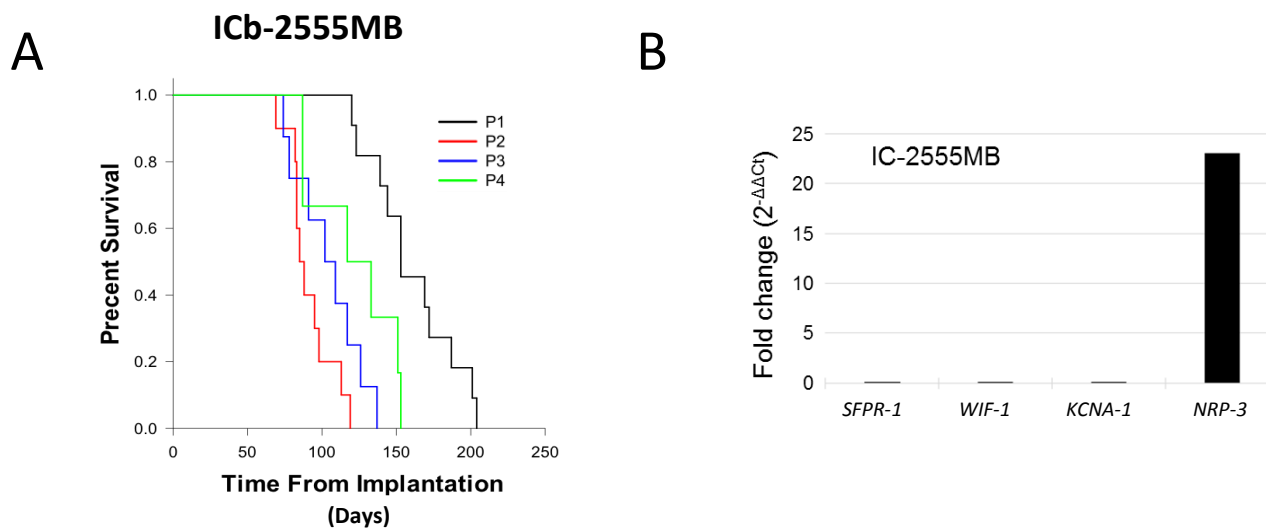 ICb-2555MB
A
1.0
0.8
0.6
0.4
0.2
0.0
Precent Survival
P1
P2
P3
P4
0 50 100 150 200 250
Time From Implantation
(Days)
B
IC-2555MB
25
20
15
10
5
0
Fold change (2-ΔΔCt)
SFPR-1 WIF-1 KCNA-1 NRP-3